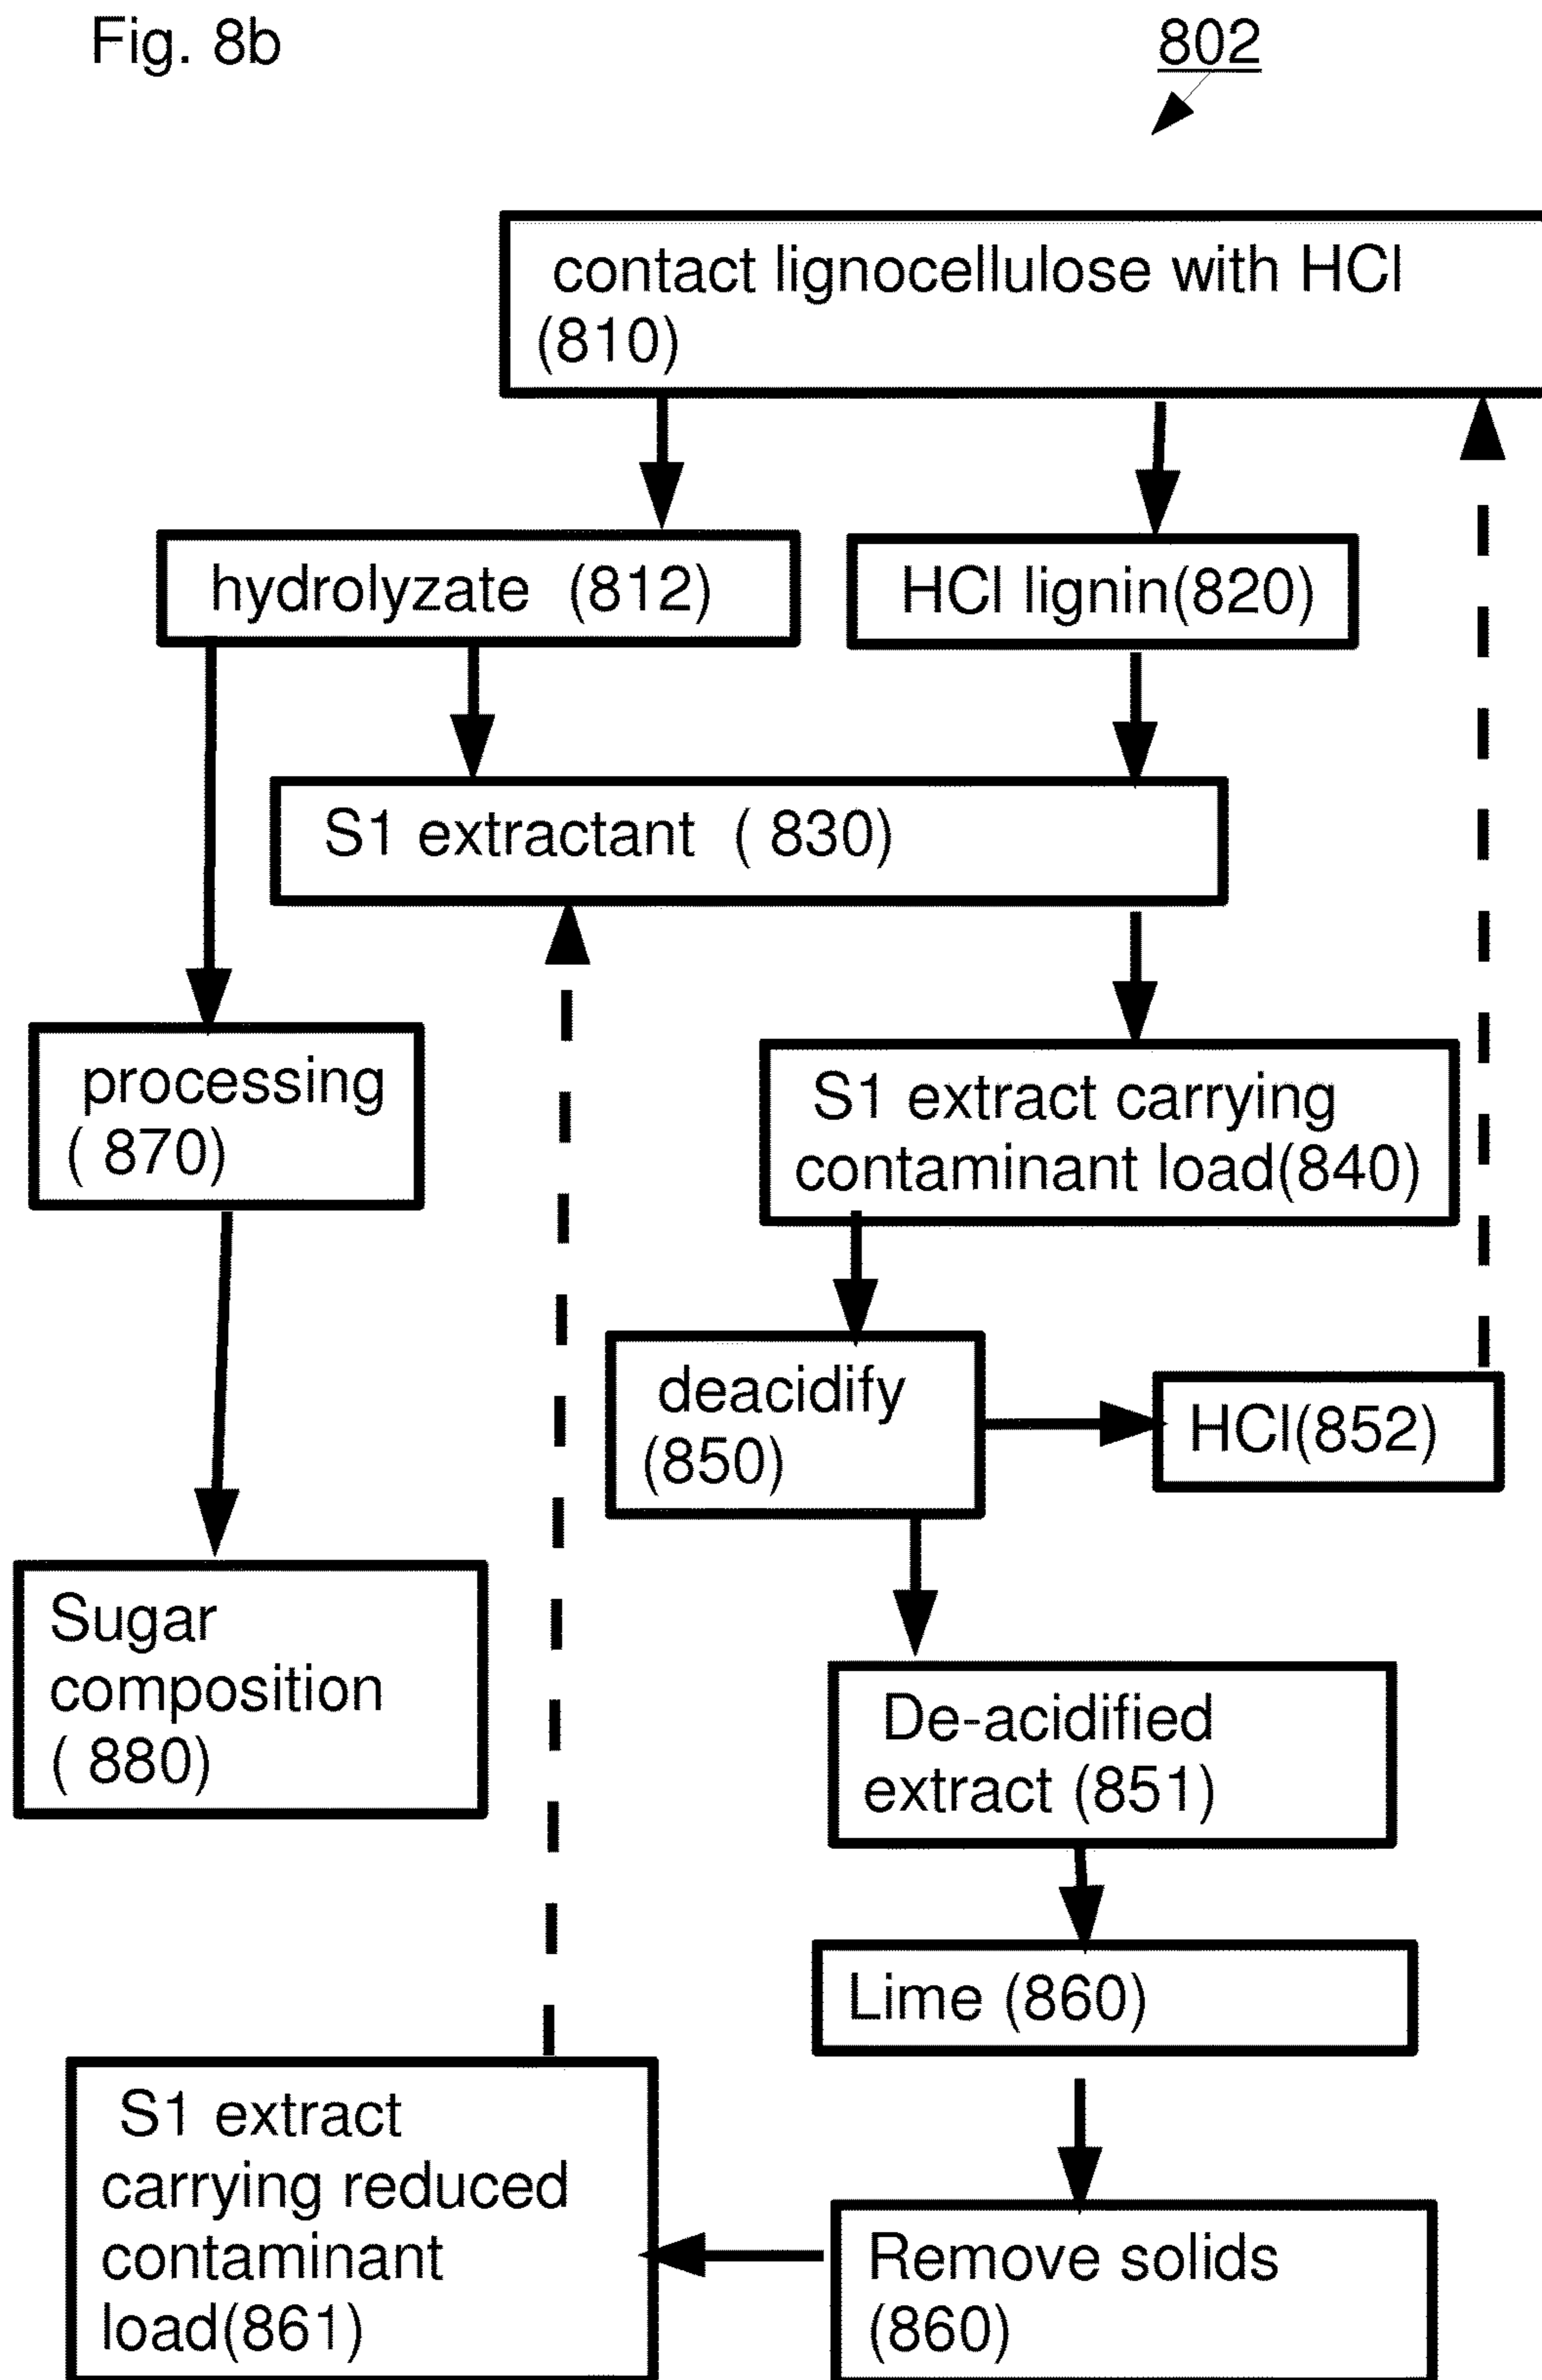 Fig. 8b
802
contact lignocellulose with HCl
(810)
hydrolyzate (812)
HCl lignin(820)
S1 extractant ( 830)
processing
( 870)
S1 extract carrying
contaminant load(840)
deacidify
(850)
HCl(852)
Sugar
composition
( 880)
De-acidified
extract (851)
Lime (860)
S1 extract
carrying reduced
contaminant
load(861)
Remove solids
(860)